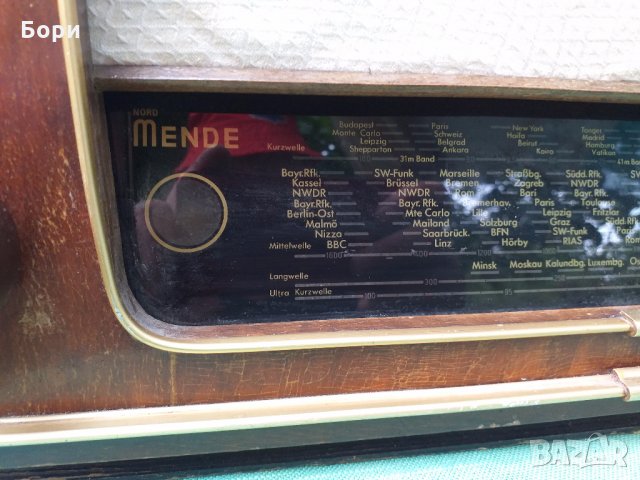 Бори
NORD
MENDE
Budapest Paris New York Tanger
Monte Carlo Schweiz Haifa Madrid
Leipzig Belgrad Beirut Hamburg
Kurzwelle Shepparton Ankara Kairo Vatikan
31m Band 41m Band
Bayr.Rfk. SW-Funk Marseille Straßbg. Südd.Rfk.
Kassel Brüssel Bremen Zagreb NWDR
NWDR NWDR Rom Bari Bayr.Rfk.
Bayr.Rfk. Bayr.Rfk. Bremerhav. Paris Toulouse
Berlin-Ost Mte Carlo Lille Leipzig Fritzlar
Malmö Mailand Salzburg Graz Südd
Nizza Saarbrück. BFN SW-Funk Paris
Mittelwelle BBC Linz Hörby RIAS
1600 1400 1200
Minsk Moskau Kalundbg. Luxembg.
Langwelle 300
Ultra Kurzwelle 100 95
BAZAR